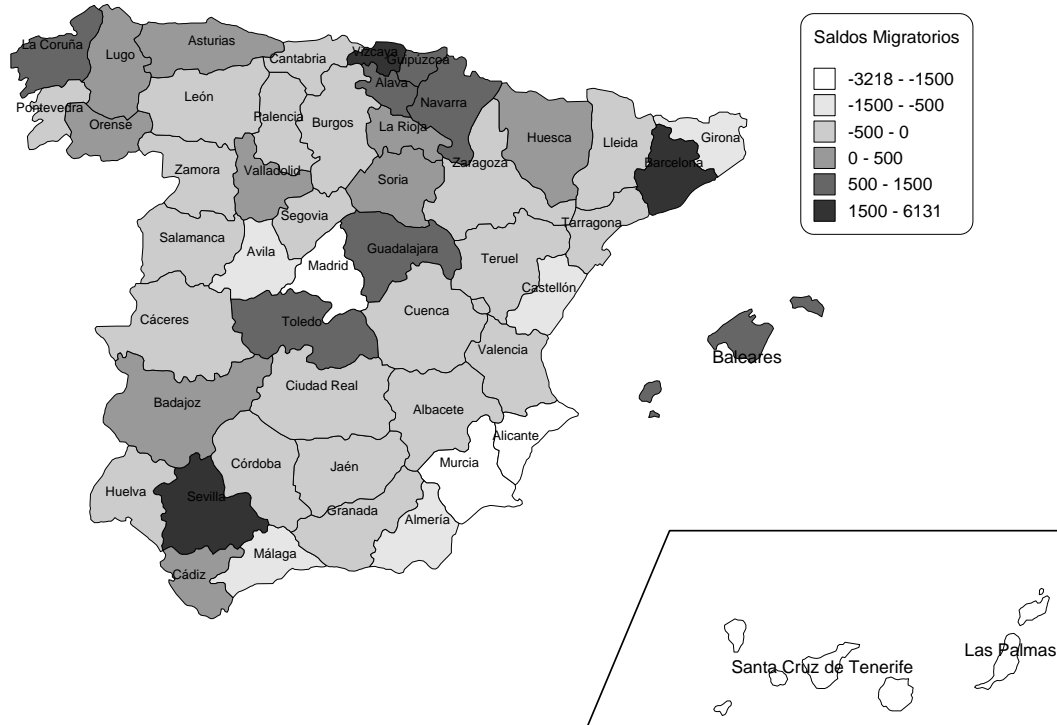 La Coruña
Lugo
Asturias
Cantabria
Vizcaya
Guipúzcoa
Alava
Navarra
Pontevedra
Orense
León
Palencia
Burgos
La Rioja
Huesca
Lleida
Girona
Barcelona
Zaragoza
Zamora
Valladolid
Soria
Segovia
Tarragona
Salamanca
Avila
Madrid
Guadalajara
Teruel
Castellón
Cáceres
Toledo
Cuenca
Valencia
Baleares
Badajoz
Ciudad Real
Albacete
Alicante
Murcia
Huelva
Sevilla
Córdoba
Jaén
Granada
Almería
Málaga
Cádiz
Saldos Migratorios
-3218 - -1500
-1500 - -500
-500 - 0
0 - 500
500 - 1500
1500 - 6131
Las Palmas
Santa Cruz de Tenerife